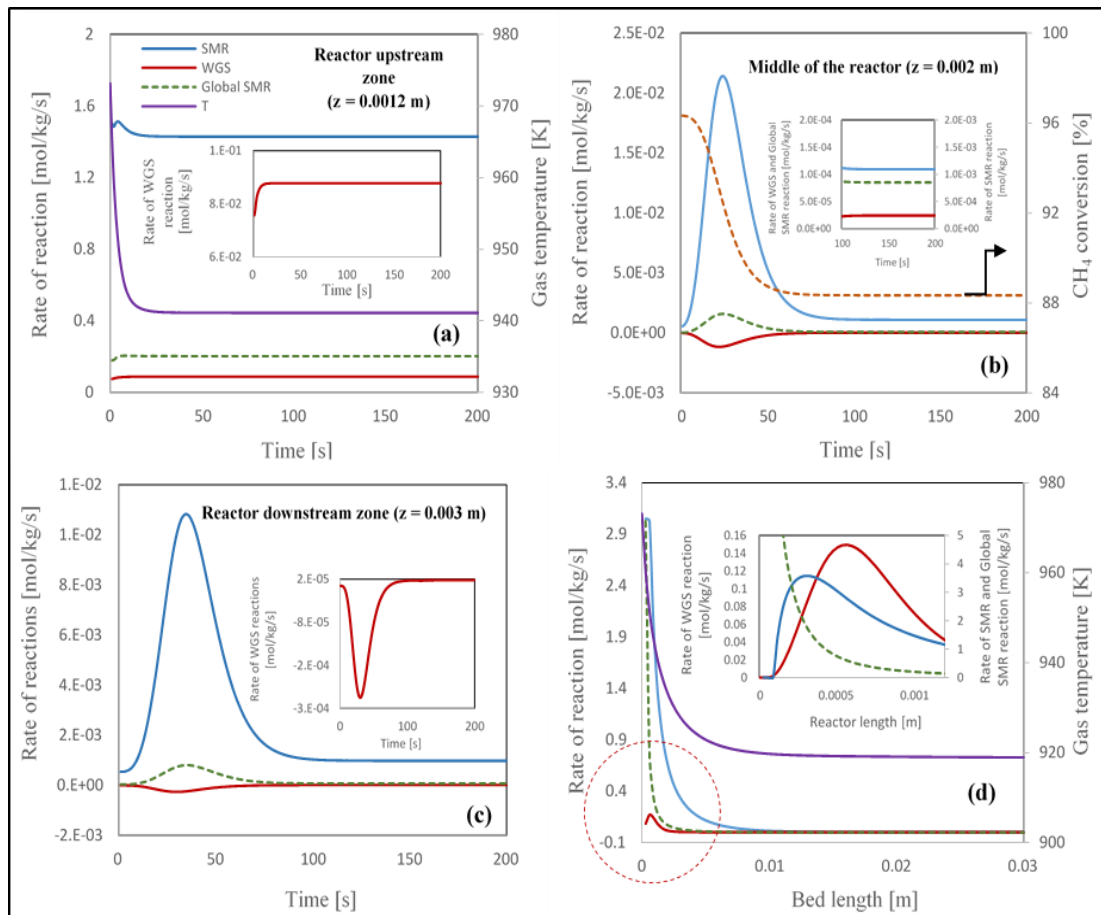 2
1.6
1.2
0.8
0.4
0
Rate of reaction [mol/kg/s]
SMR
WGS
Global SMR
T
Reactor upstream
zone
(z = 0.0012 m)
Rate of WGS
reaction
[mol/kg/s]
1.E-01
8.E-02
6.E-02
0
50
100
150
200
Time [s]
(a)
980
970
960
950
940
930
Gas temperature [K]
0
50
100
150
200
Time [s]
2.5E-02
2.0E-02
1.5E-02
1.0E-02
5.0E-03
0.0E+00
-5.0E-03
Rate of reaction [mol/kg/s]
Middle of the reactor (z = 0.002 m)
Rate of WGS and Global
SMR reaction [mol/kg/s]
2.0E-04
1.5E-04
1.0E-04
5.0E-05
0.0E+00
2.0E-03
1.5E-03
1.0E-03
5.0E-04
0.0E+00
Rate of SMR reaction
[mol/kg/s]
100
150
200
Time [s]
(b)
100
96
92
88
84
CH4 conversion [%]
0
50
100
150
200
Time [s]
1.E-02
1.E-02
8.E-03
6.E-03
4.E-03
2.E-03
0.E+00
-2.E-03
Rate of reactions [mol/kg/s]
Reactor downstream zone (z = 0.003 m)
Rate of WGS reactions
[mol/kg/s]
2.E-05
-8.E-05
-2.E-04
-3.E-04
0
50
100
150
200
Time [s]
(c)
0
50
100
150
200
Time [s]
3.4
2.9
2.4
1.9
1.4
0.9
0.4
-0.1
Rate of reaction [mol/kg/s]
Rate of WGS reaction
[mol/kg/s]
0.16
0.14
0.12
0.1
0.08
0.06
0.04
0.02
0
5
4
3
2
1
0
Rate of SMR and Global
SMR reaction [mol/kg/s]
0
0.0005
0.001
Reactor length [m]
(d)
980
960
940
920
900
Gas temperature [K]
0
0.01
0.02
0.03
Bed length [m]